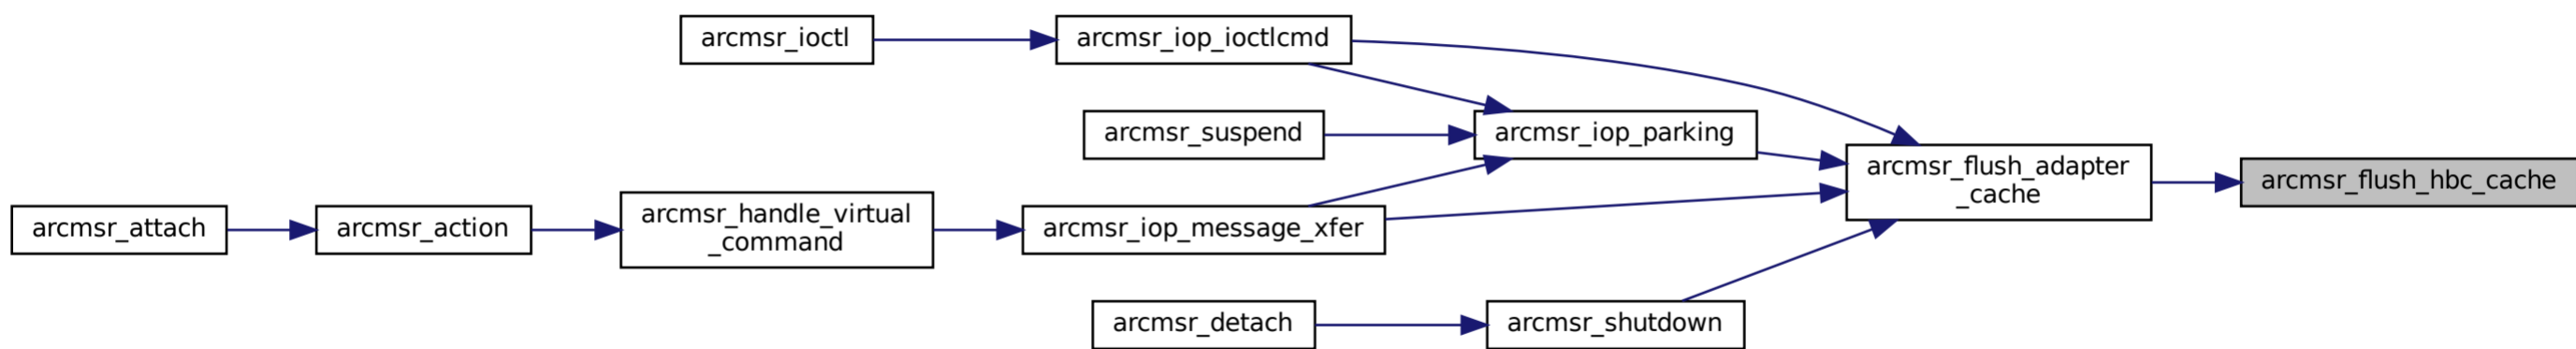 arcmsr_ioctl
arcmsr_iop_ioctlcmd
arcmsr_suspend
arcmsr_iop_parking
arcmsr_flush_adapter
_cache
arcmsr_flush_hbc_cache
arcmsr_attach
arcmsr_action
arcmsr_handle_virtual
_command
arcmsr_iop_message_xfer
arcmsr_detach
arcmsr_shutdown